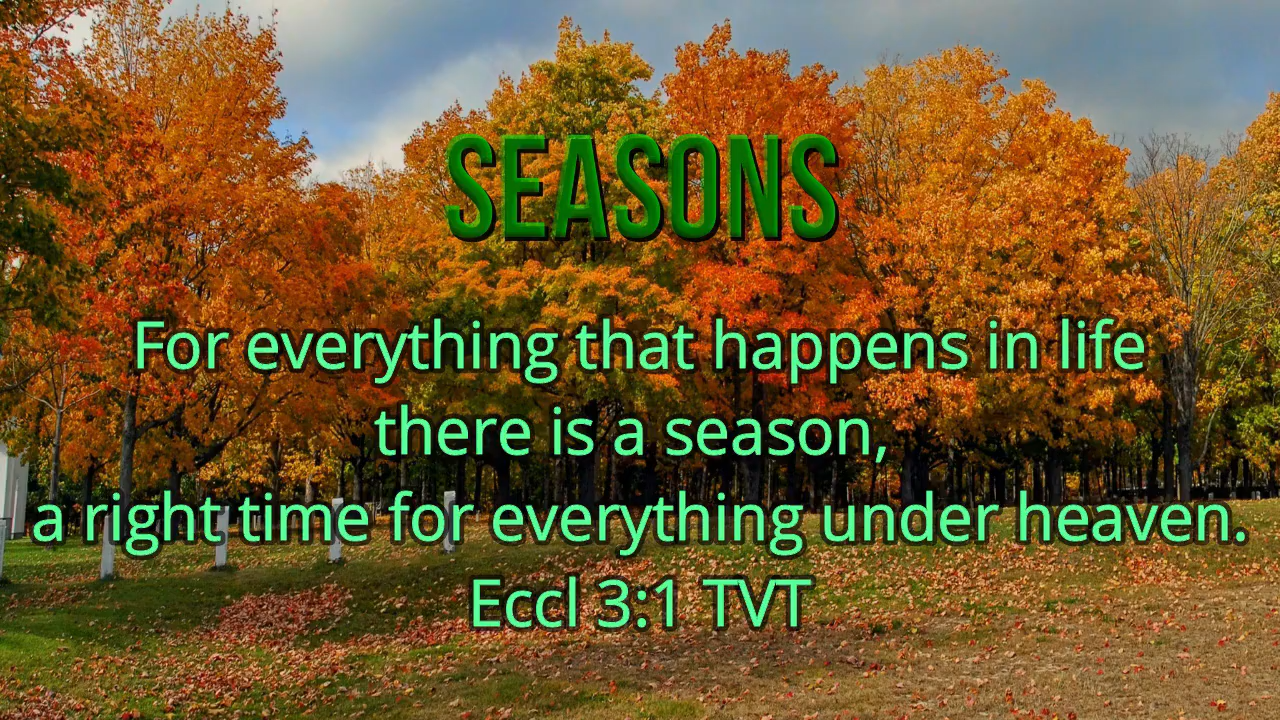 SEASONS
For everything that happens in life
there is a season,
a right time for everything under heaven.
Eccl 3:1 TVT